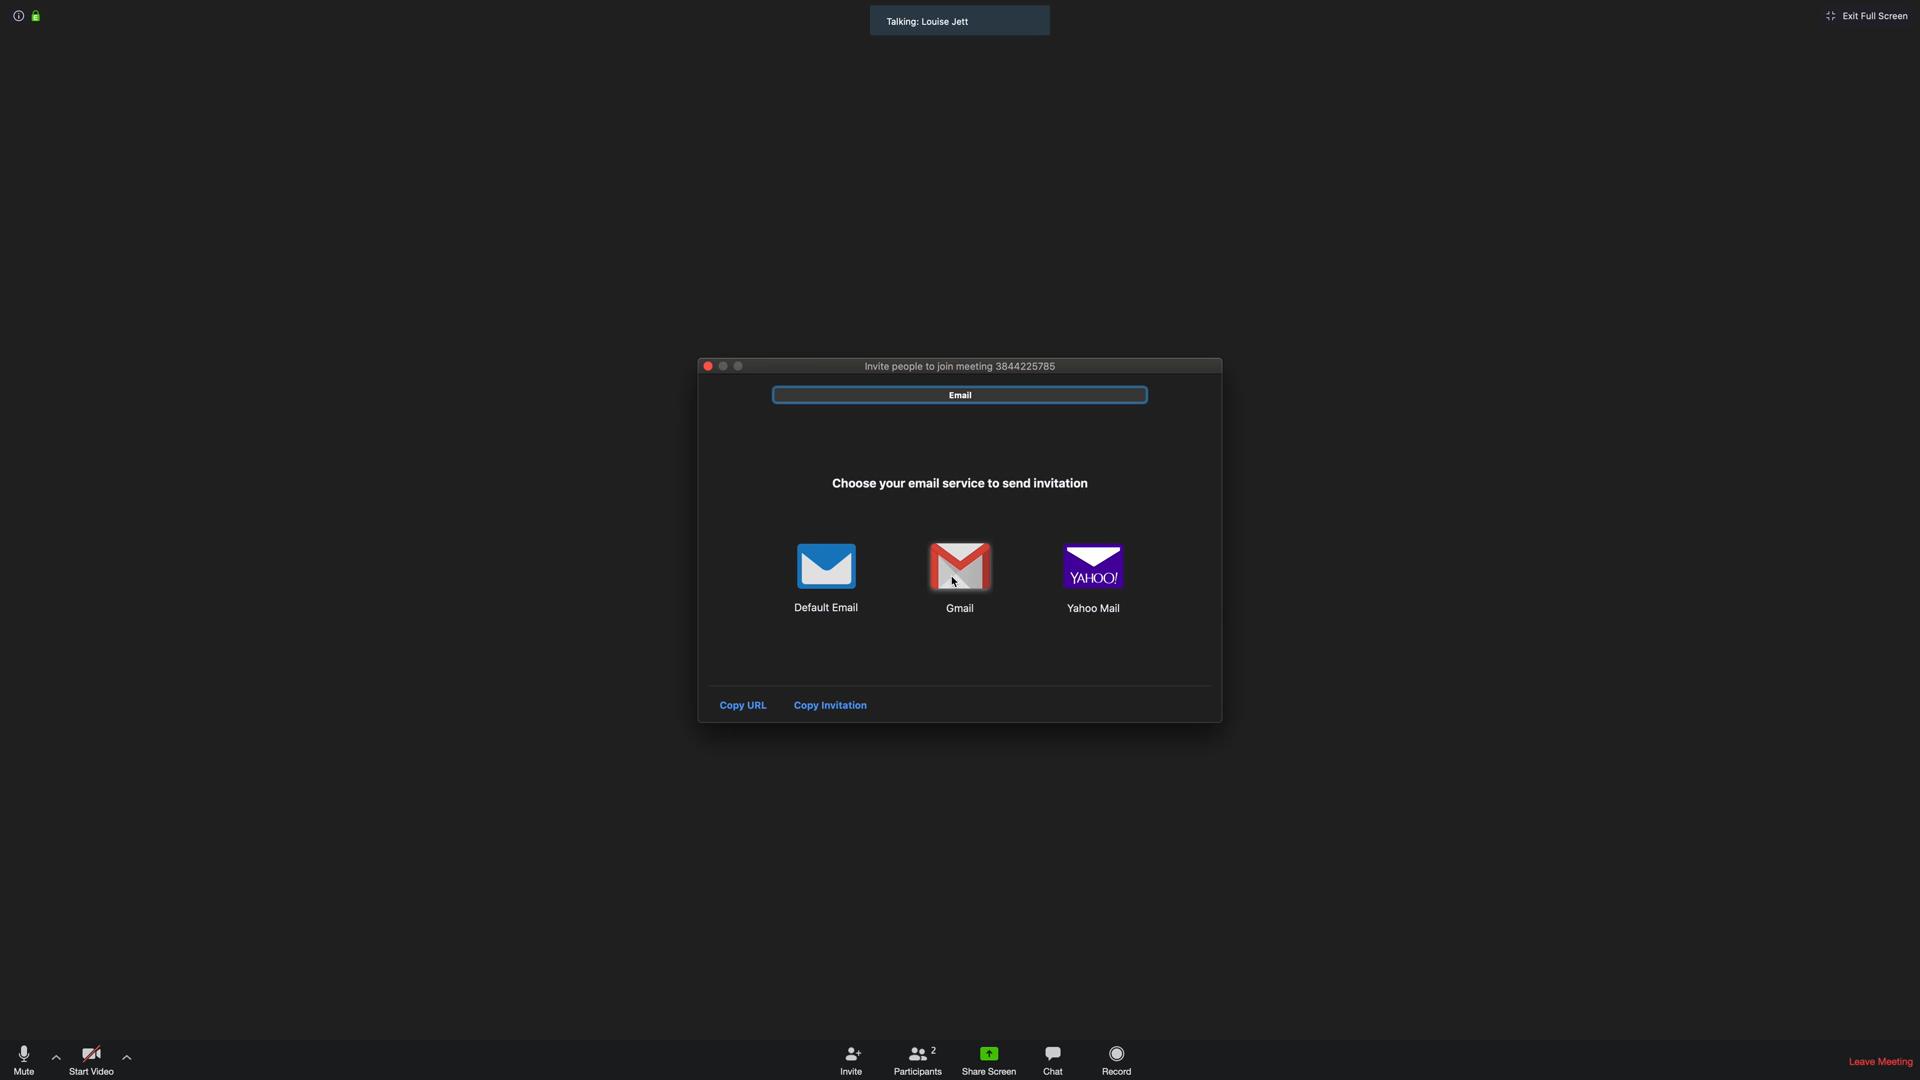 Talking: Louise Jett
Exit Full Screen
Invite people to join meeting 3844225785
Email
Choose your email service to send invitation
YAHOO!
Default Email
Gmail
Yahoo Mail
Copy URL
Copy Invitation
2
Mute
Start Video
Invite
Participants
Share Screen
Chat
Record
Leave Meeting